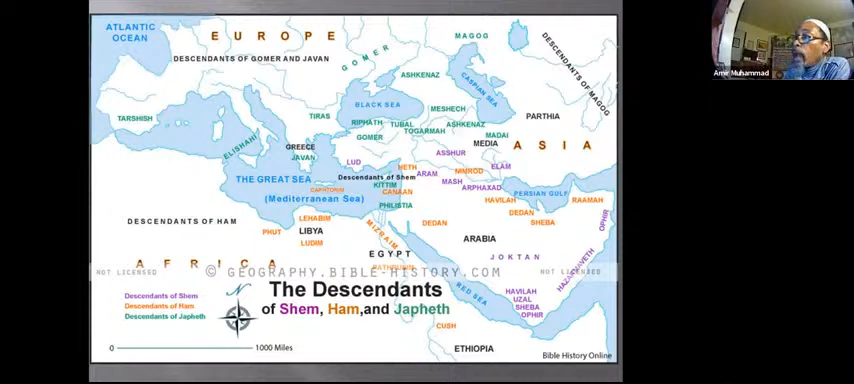 ATLANTIC
OCEAN
EUROPE
MAGOG
DESCENDANTS OF GOMER AND JAVAN
GOMER
DESCENDANTS OF MAGOG
ASHKENAZ
CASPIAN SEA
TARSHISH
BLACK SEA
MESHECH
PARTHIA
TIRAS
RIPHATH
TUBAL
ASHKENAZ
TOGARMAH
GOMER
MADAI
MEDIA
ASIA
ELISHAH
GREECE
JAVAN
LUD
ASSHUR
HETH
ELAM
NIMROD
ARAM
MASH
ARPHAXAD
THE GREAT SEA
Descendants of Shem
KITTIM
CAPHTORIM
CANAAN
(Mediterranean Sea)
PHILISTIA
PERSIAN GULF
HAVILAH
RAAMAH
DEDAN
SHEBA
OPHIR
DESCENDANTS OF HAM
LEHABIM
PHUT
LIBYA
LUDIM
MIZRAIM
DEDAN
ARABIA
EGYPT
JOKTAN
AFRICA
HAZARMAVETH
NOT LICENSED
© GEOGRAPHY.BIBLE-HISTORY.COM
NOT LICENSED
N
The Descendants
of Shem, Ham,and Japheth
Descendants of Shem
Descendants of Ham
Descendants of Japheth
RED SEA
HAVILAH
UZAL
SHEBA
OPHIR
CUSH
0
1000 Miles
ETHIOPIA
Bible History Online
Amir Muhammad